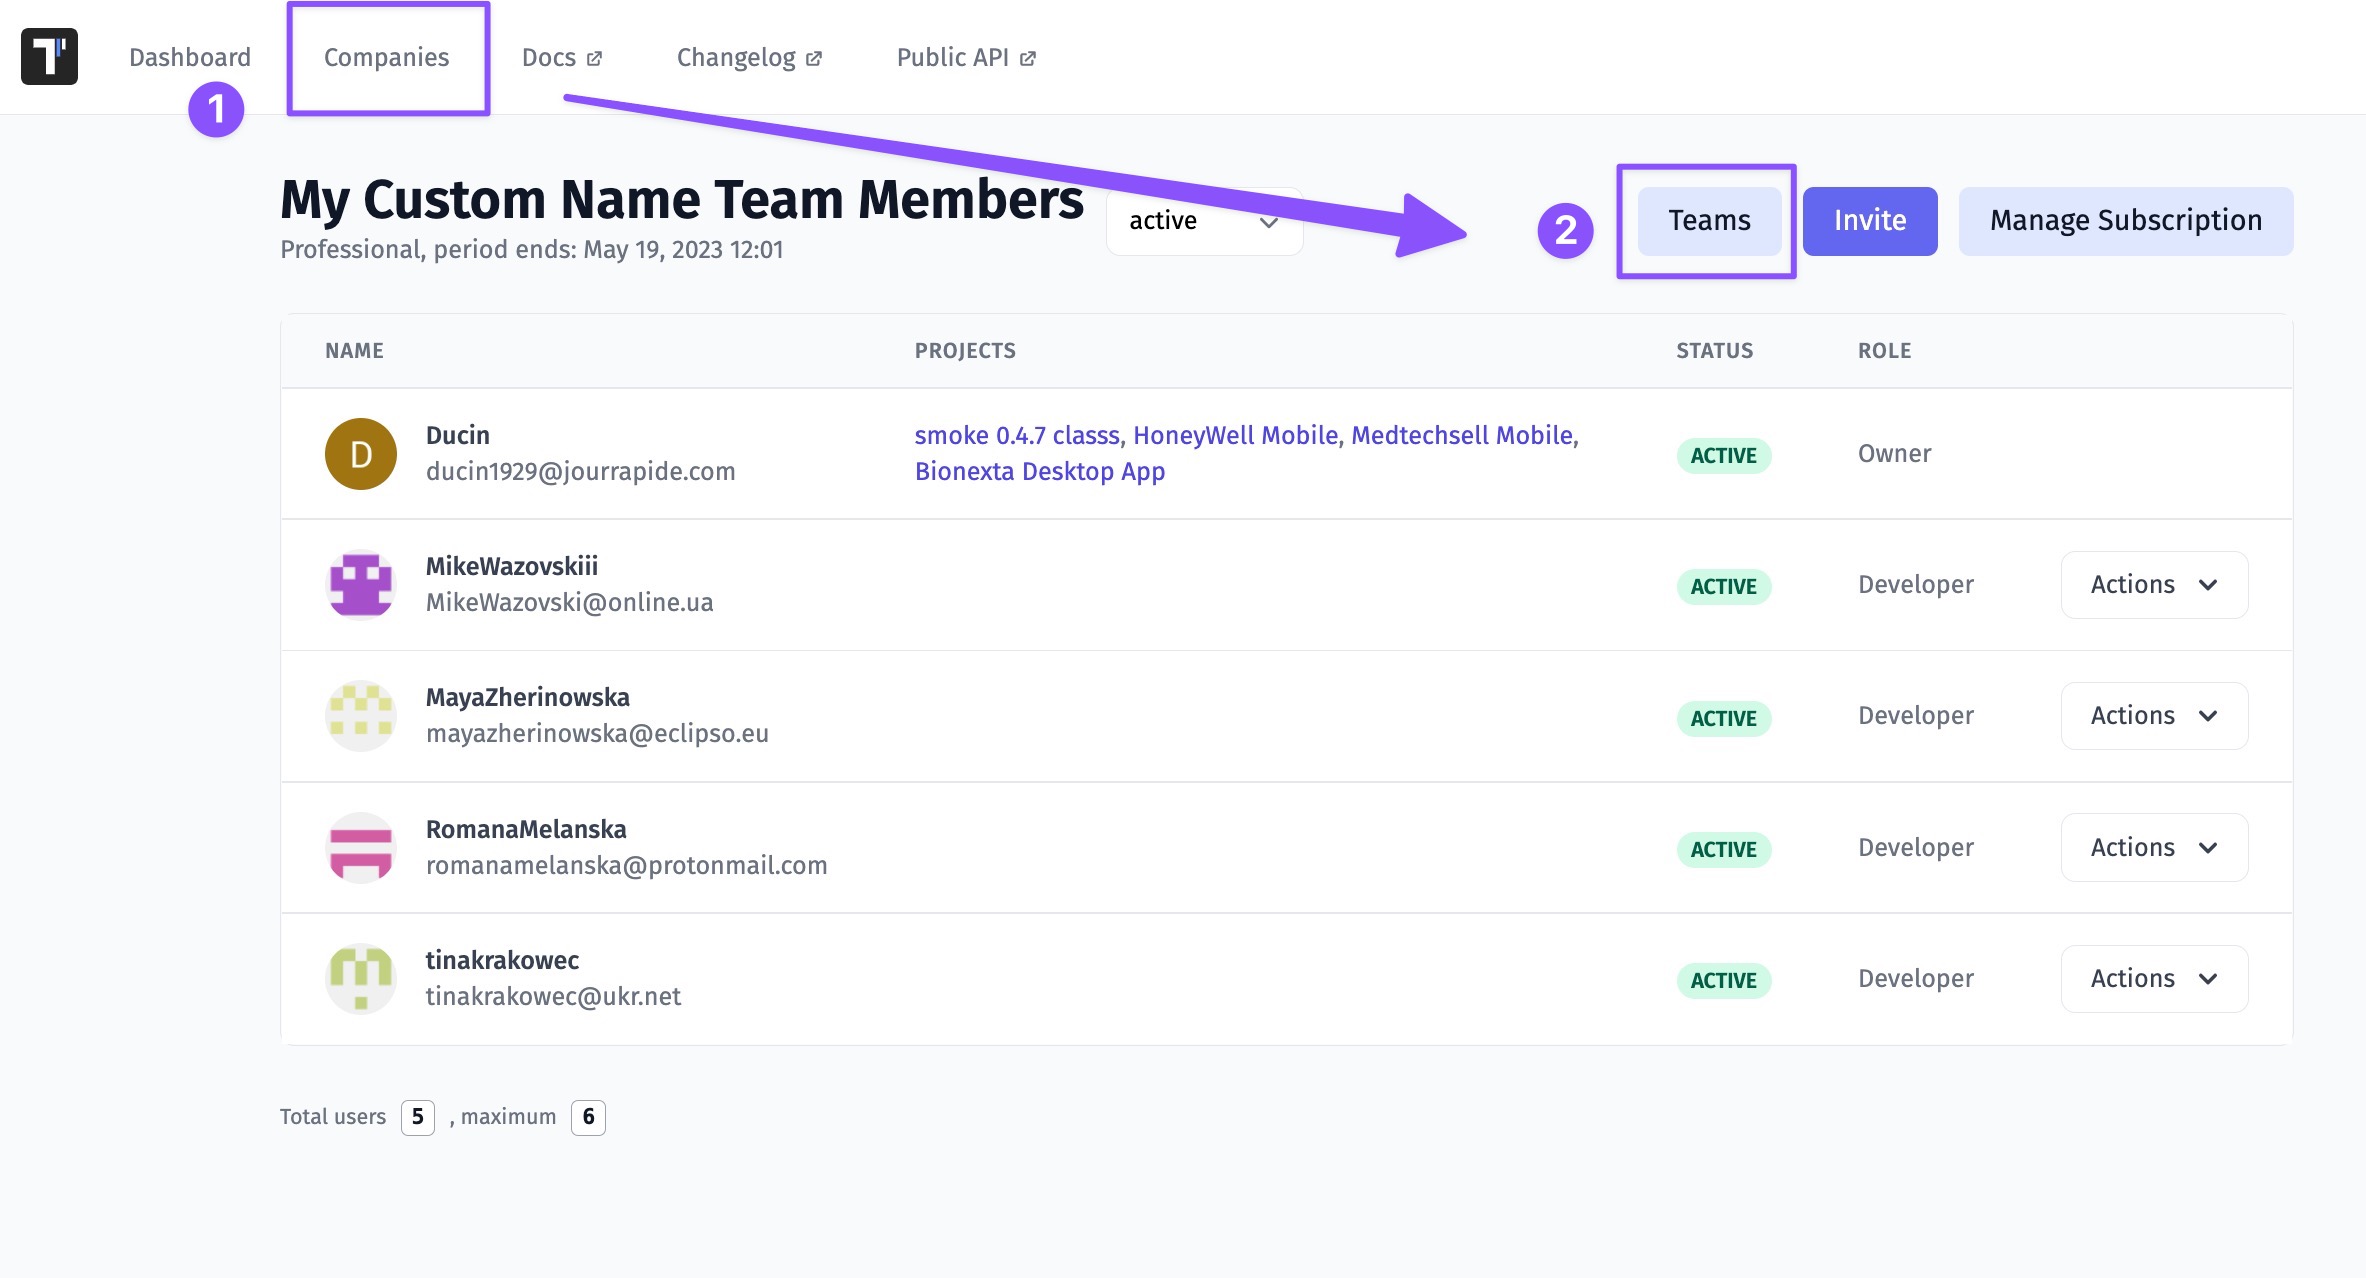 T
Dashboard
Companies
Docs
Changelog
Public API
1
My Custom Name Team Members
Professional, period ends: May 19, 2023 12:01
active
2
Teams
Invite
Manage Subscription
NAME
PROJECTS
STATUS
ROLE
D
Ducin
ducin1929@jourrapide.com
smoke 0.4.7 classs, HoneyWell Mobile, Medtechsell Mobile,
Bionexta Desktop App
ACTIVE
Owner
MikeWazovskiii
MikeWazovski@online.ua
ACTIVE
Developer
Actions
MayaZherinowska
mayazherinowska@eclipso.eu
ACTIVE
Developer
Actions
RomanaMelanska
romanamelanska@protonmail.com
ACTIVE
Developer
Actions
tinakrakowec
tinakrakowec@ukr.net
ACTIVE
Developer
Actions
Total users 5 , maximum 6